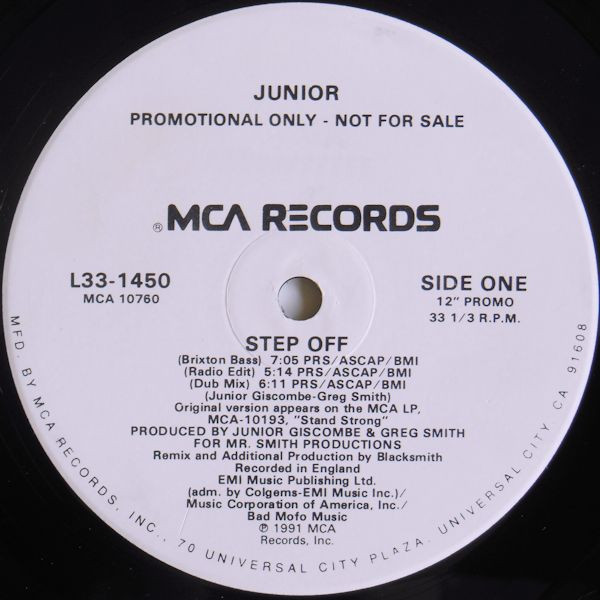 JUNIOR
PROMOTIONAL ONLY - NOT FOR SALE
® MCA RECORDS
L33-1450
MCA 10760
SIDE ONE
12" PROMO
33 1/3 R.P.M.
STEP OFF
(Brixton Bass) 7:05 PRS/ASCAP/BMI
(Radio Edit) 5:14 PRS/ASCAP/BMI
(Dub Mix) 6:11 PRS/ASCAP/BMI
(Junior Giscombe-Greg Smith)
Original version appears on the MCA LP,
MCA-10193, "Stand Strong"
PRODUCED BY JUNIOR GISCOMBE & GREG SMITH
FOR MR. SMITH PRODUCTIONS
Remix and Additional Production by Blacksmith
Recorded in England
EMI Music Publishing Ltd.
(adm. by Colgems-EMI Music Inc.)/
Music Corporation of America, Inc./
Bad Mofo Music
℗ 1991 MCA
Records, Inc.
MFD. BY MCA RECORDS, INC., 70 UNIVERSAL CITY PLAZA, UNIVERSAL CITY, CA 91608